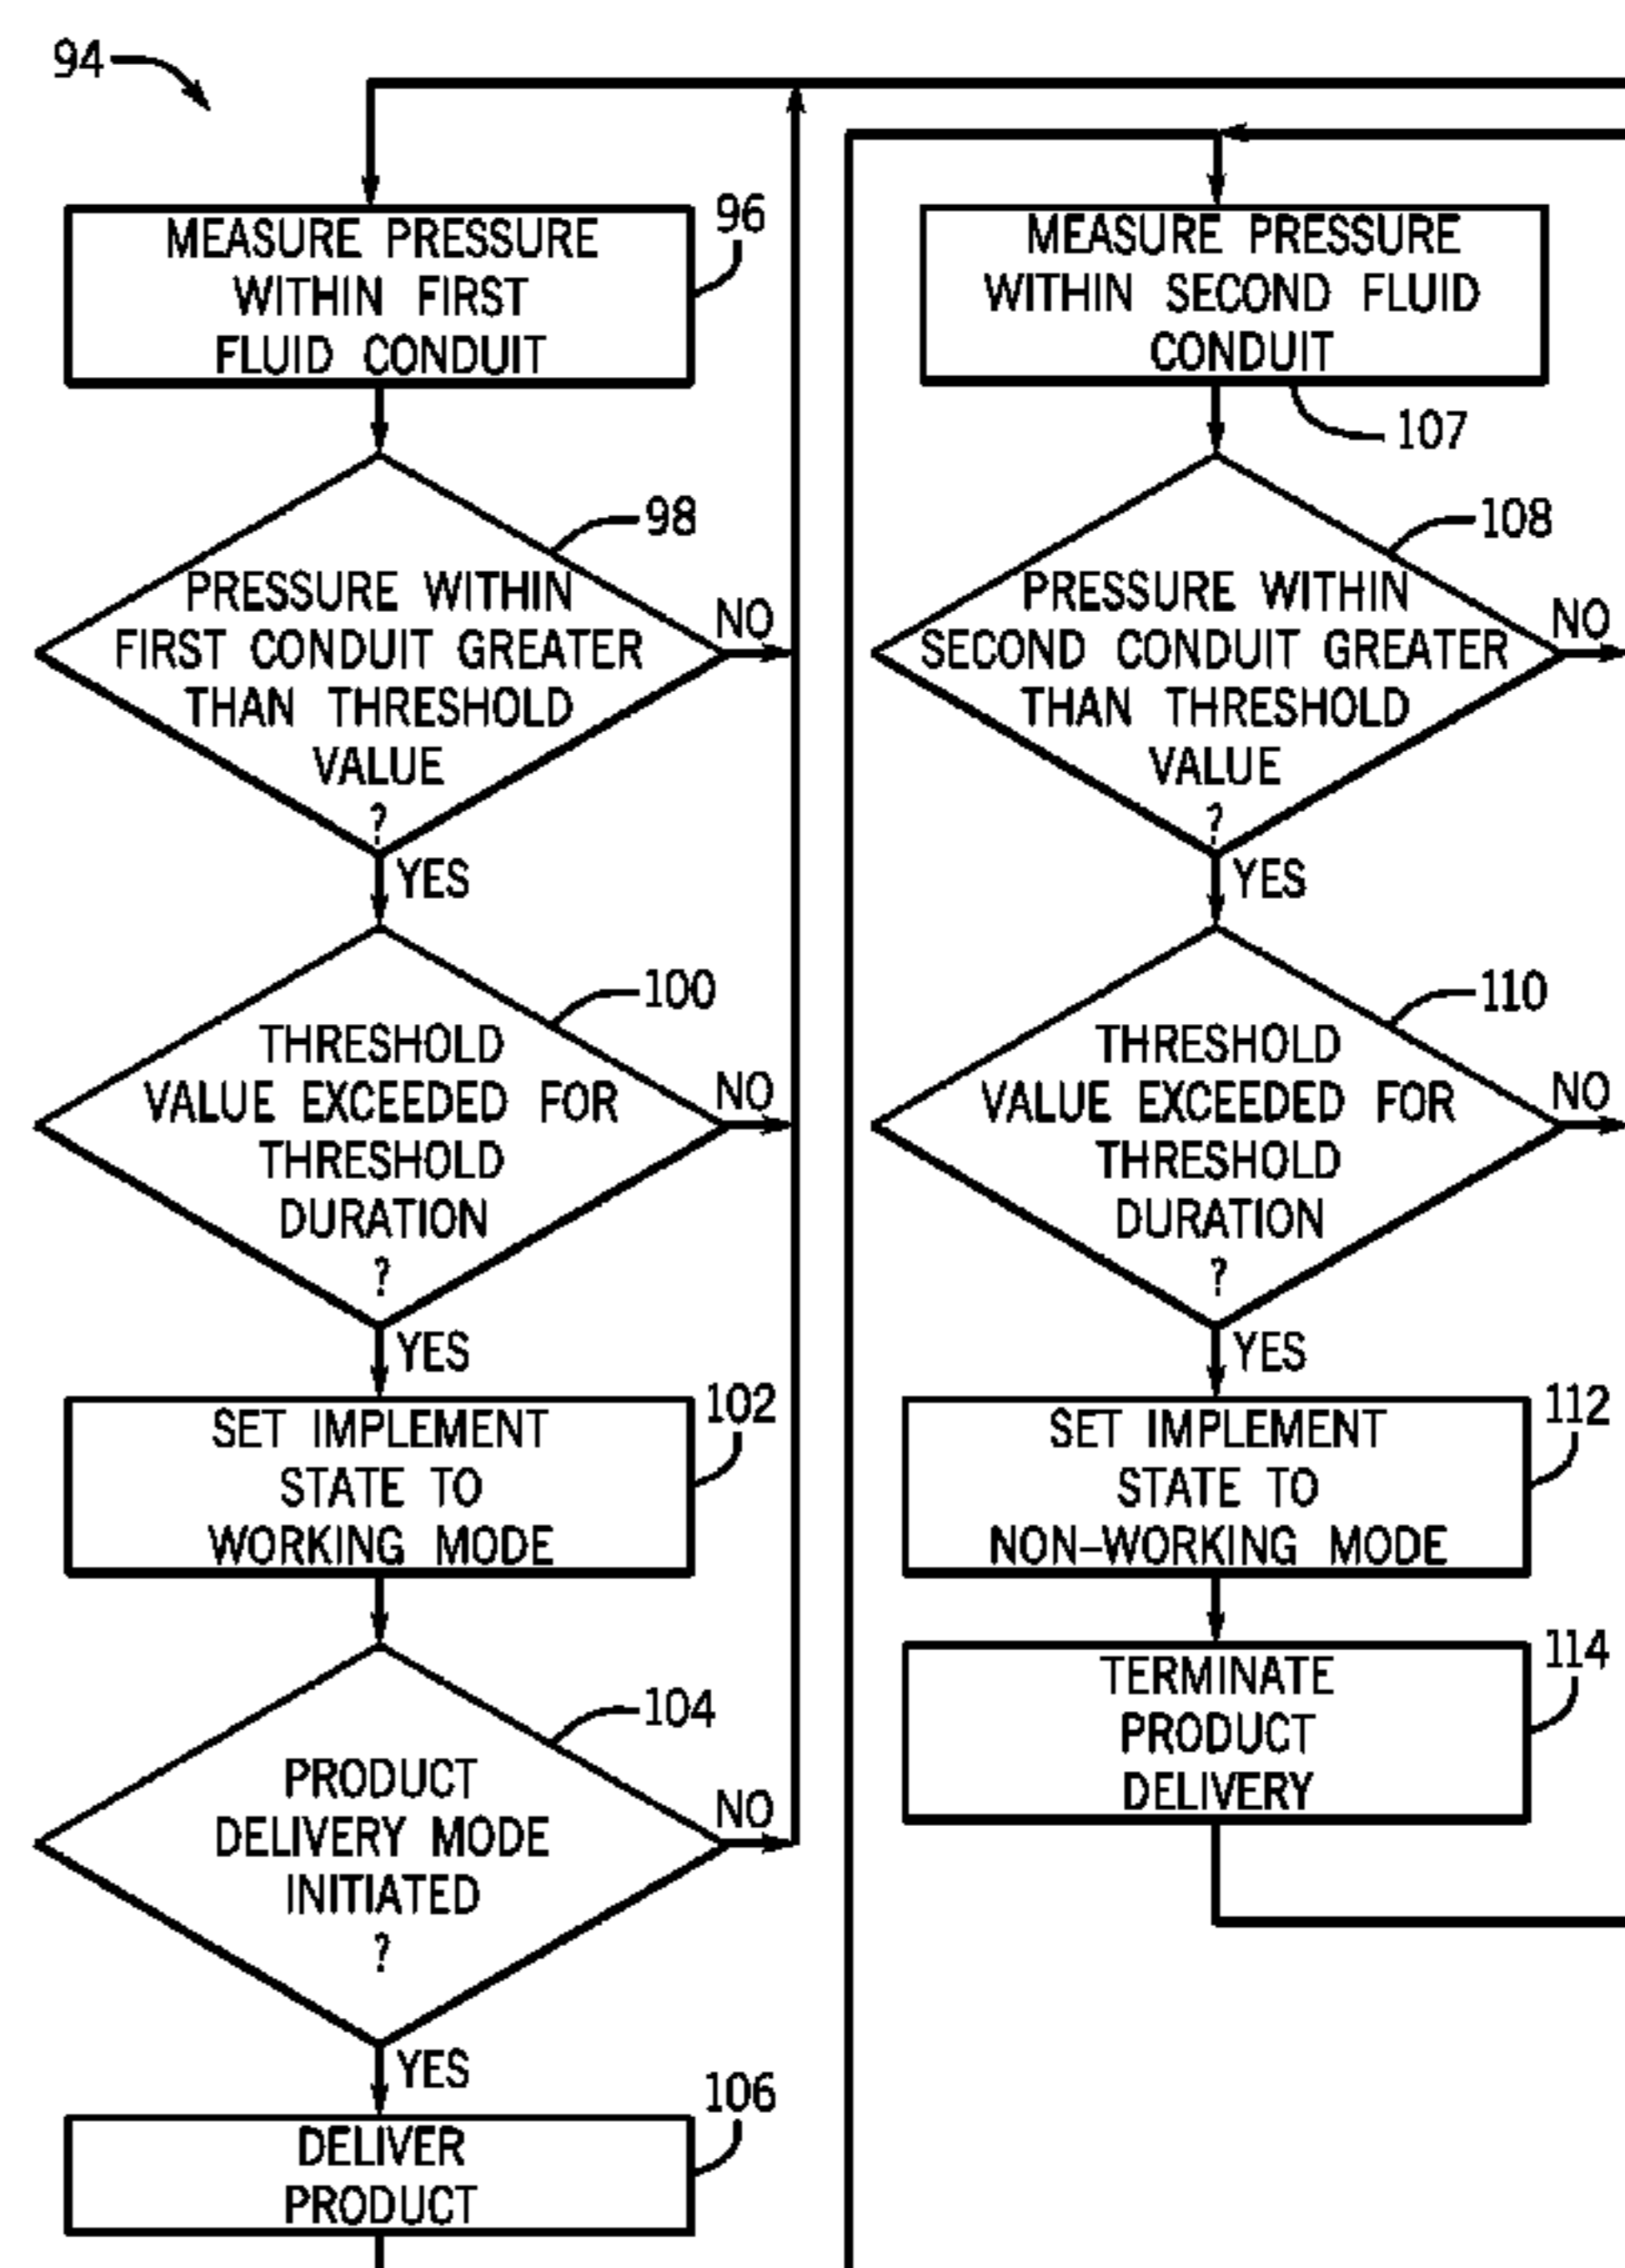 94
MEASURE PRESSURE
WITHIN FIRST
FLUID CONDUIT
96
PRESSURE WITHIN
FIRST CONDUIT GREATER
THAN THRESHOLD
VALUE
?
98
NO
YES
THRESHOLD
VALUE EXCEEDED FOR
THRESHOLD
DURATION
?
100
NO
YES
SET IMPLEMENT
STATE TO
WORKING MODE
102
PRODUCT
DELIVERY MODE
INITIATED
?
104
NO
YES
DELIVER
PRODUCT
106
MEASURE PRESSURE
WITHIN SECOND FLUID
CONDUIT
107
PRESSURE WITHIN
SECOND CONDUIT GREATER
THAN THRESHOLD
VALUE
?
108
NO
YES
THRESHOLD
VALUE EXCEEDED FOR
THRESHOLD
DURATION
?
110
NO
YES
SET IMPLEMENT
STATE TO
NON-WORKING MODE
112
TERMINATE
PRODUCT
DELIVERY
114